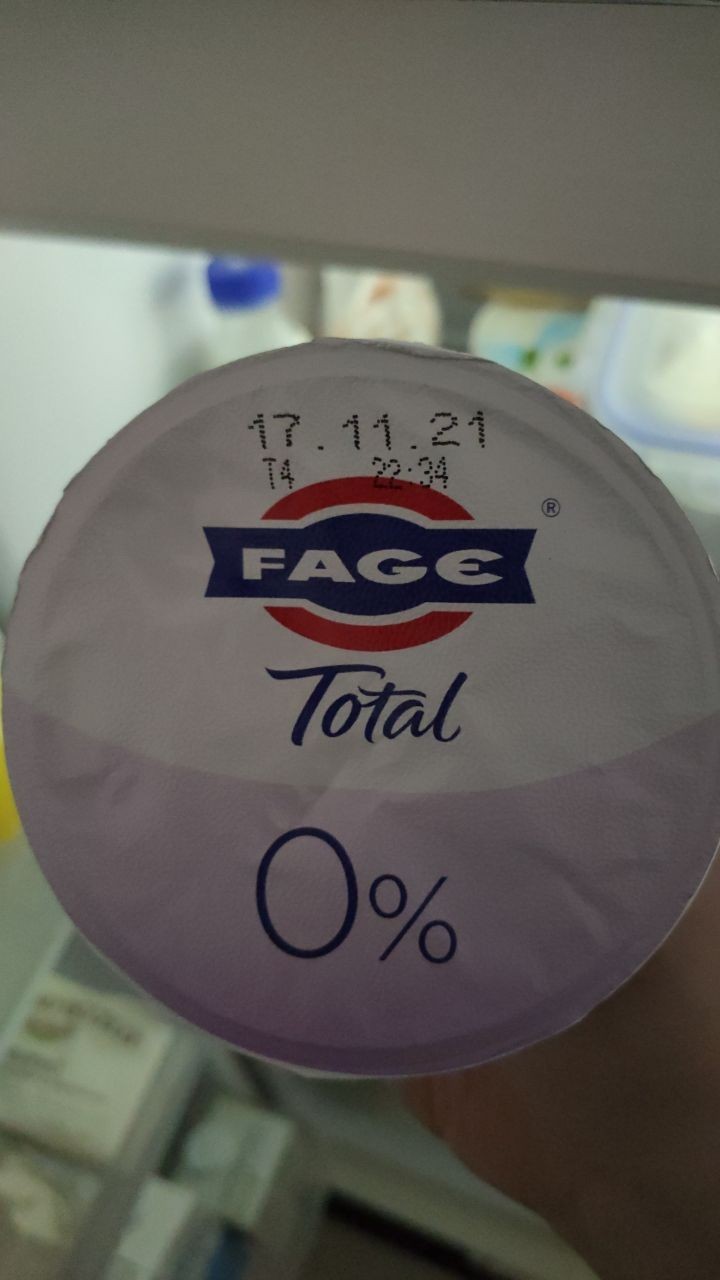 17.11.21
T4 22:34
FAGE ®
Total
0%